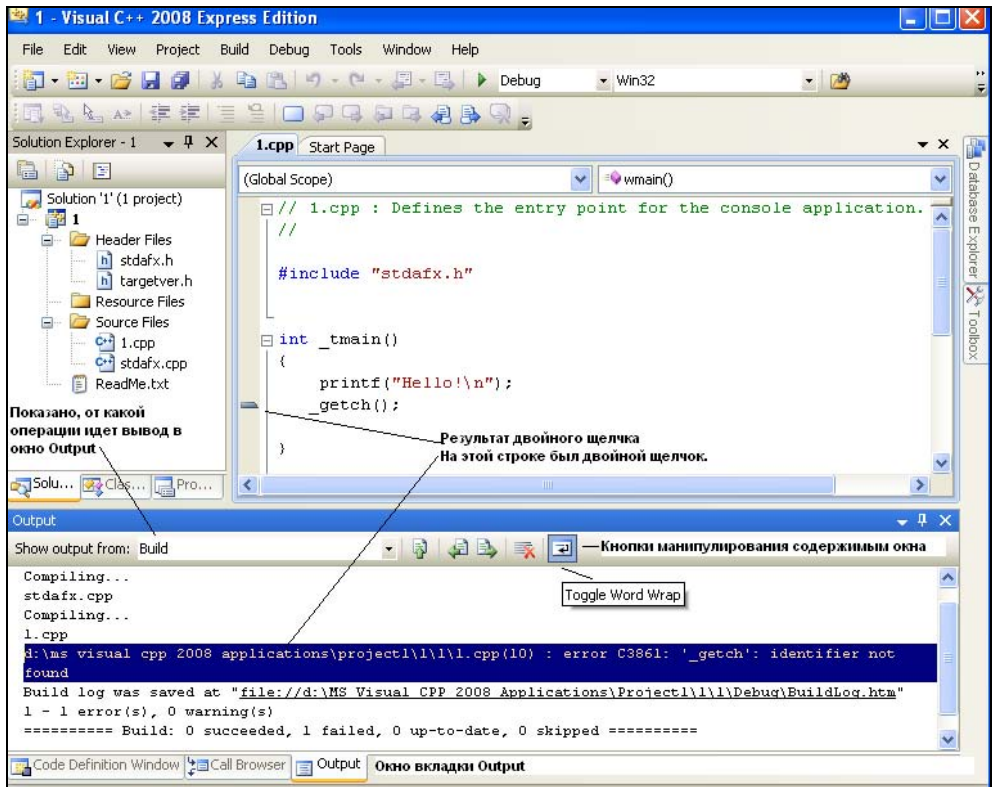 1 - Visual C++ 2008 Express Edition
File Edit View Project Build Debug Tools Window Help
Debug Win32
Solution Explorer - 1
1.cpp Start Page
(Global Scope) wmain()
Solution '1' (1 project)
1
Header Files
stdafx.h
targetver.h
Resource Files
Source Files
1.cpp
stdafx.cpp
ReadMe.txt
// 1.cpp : Defines the entry point for the console application.
//
#include "stdafx.h"
int _tmain()
{
printf("Hello!\n");
_getch();
}
Показано, от какой
операции идет вывод в
окно Output
Результат двойного щелчка
На этой строке был двойной щелчок.
Solu... Clas... Pro...
Database Explorer
Toolbox
Output
Show output from: Build
Кнопки манипулирования содержимым окна
Toggle Word Wrap
Compiling...
stdafx.cpp
Compiling...
1.cpp
d:\ms visual cpp 2008 applications\project1\1\1\1.cpp(10) : error C3861: '_getch': identifier not
found
Build log was saved at "file://d:\MS Visual CPP 2008 Applications\Project1\1\1\Debug\BuildLog.htm"
1 - 1 error(s), 0 warning(s)
========== Build: 0 succeeded, 1 failed, 0 up-to-date, 0 skipped ==========
Code Definition Window Call Browser Output Окно вкладки Output